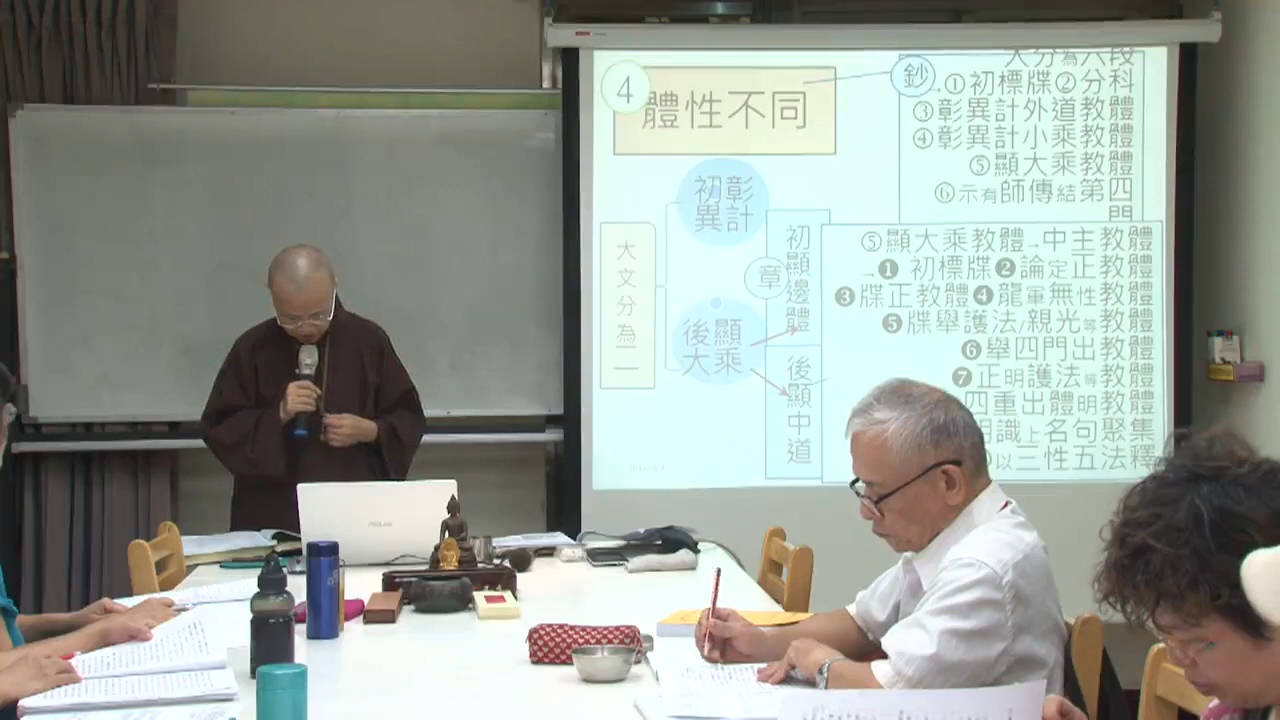 4
體性不同
鈔
大分為六段
→①初標牒②分科
③彰異計外道教體
④彰異計小乘教體
⑤顯大乘教體
⑥示有師傳結第四
門
大文分為二
初彰
異計
後顯
大乘
章
初顯邊體
後顯中道
⑤顯大乘教體→中主教體
→❶初標牒❷論定正教體
❸牒正教體❹龍軍無性教體
❺牒舉護法/親光等教體
❻舉四門出教體
❼正明護法等教體
四重出體明教體
明識上名句聚集
以三性五法釋
ASUS